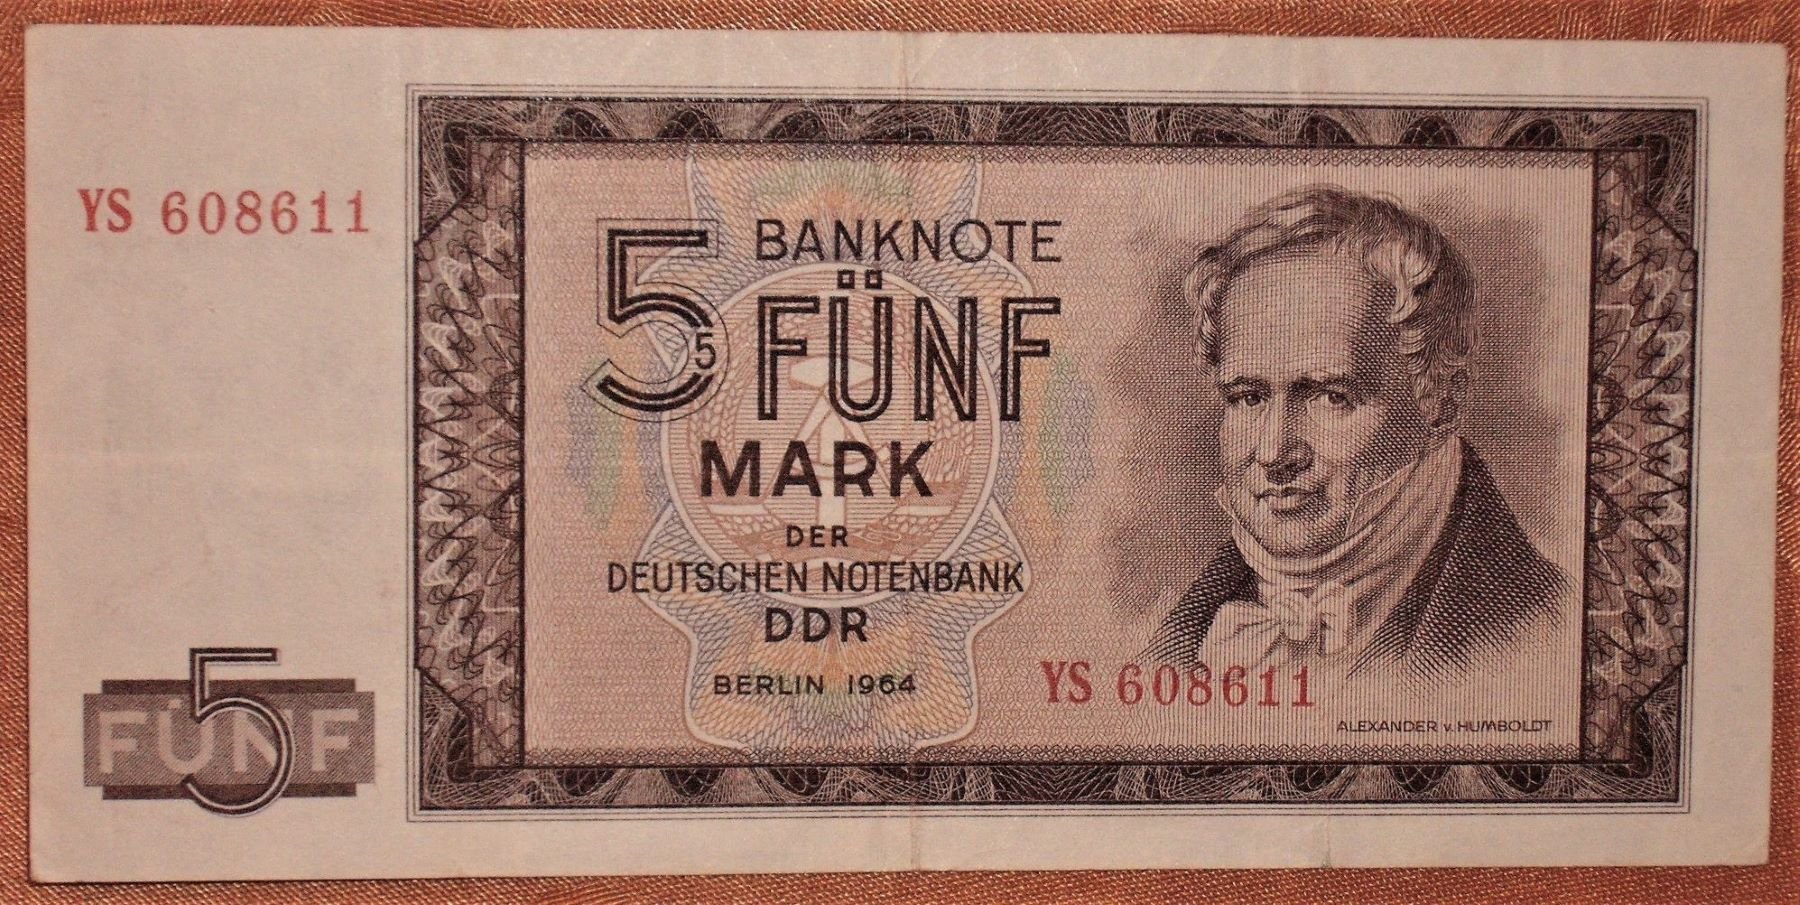 YS 608611
5
5
BANKNOTE
FÜNF
MARK
DER
DEUTSCHEN NOTENBANK
DDR
BERLIN 1964
YS 608611
ALEXANDER v. HUMBOLDT
FÜNF
5